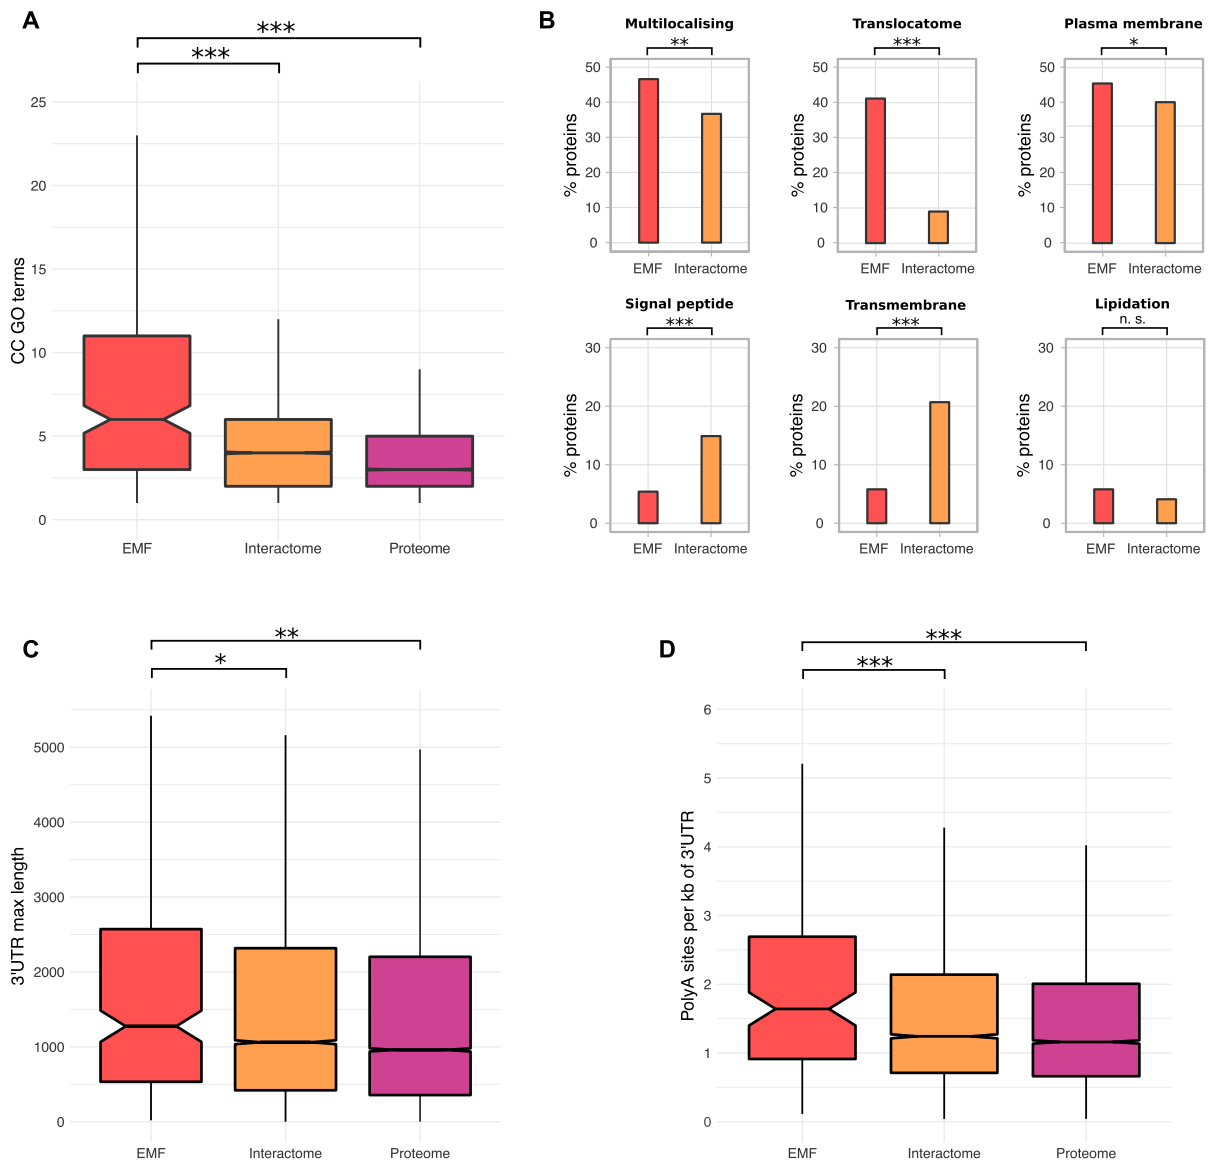 A
***
***
CC GO terms
25
20
15
10
5
0
EMF Interactome Proteome
B
Multilocalising
**
% proteins
50
40
30
20
10
0
EMF Interactome
Translocatome
***
% proteins
50
40
30
20
10
0
EMF Interactome
Plasma membrane
*
% proteins
50
40
30
20
10
0
EMF Interactome
Signal peptide
***
% proteins
30
20
10
0
EMF Interactome
Transmembrane
***
% proteins
30
20
10
0
EMF Interactome
Lipidation
n. s.
% proteins
30
20
10
0
EMF Interactome
C
**
*
3'UTR max length
5000
4000
3000
2000
1000
0
EMF Interactome Proteome
D
***
***
PolyA sites per kb of 3'UTR
6
5
4
3
2
1
0
EMF Interactome Proteome